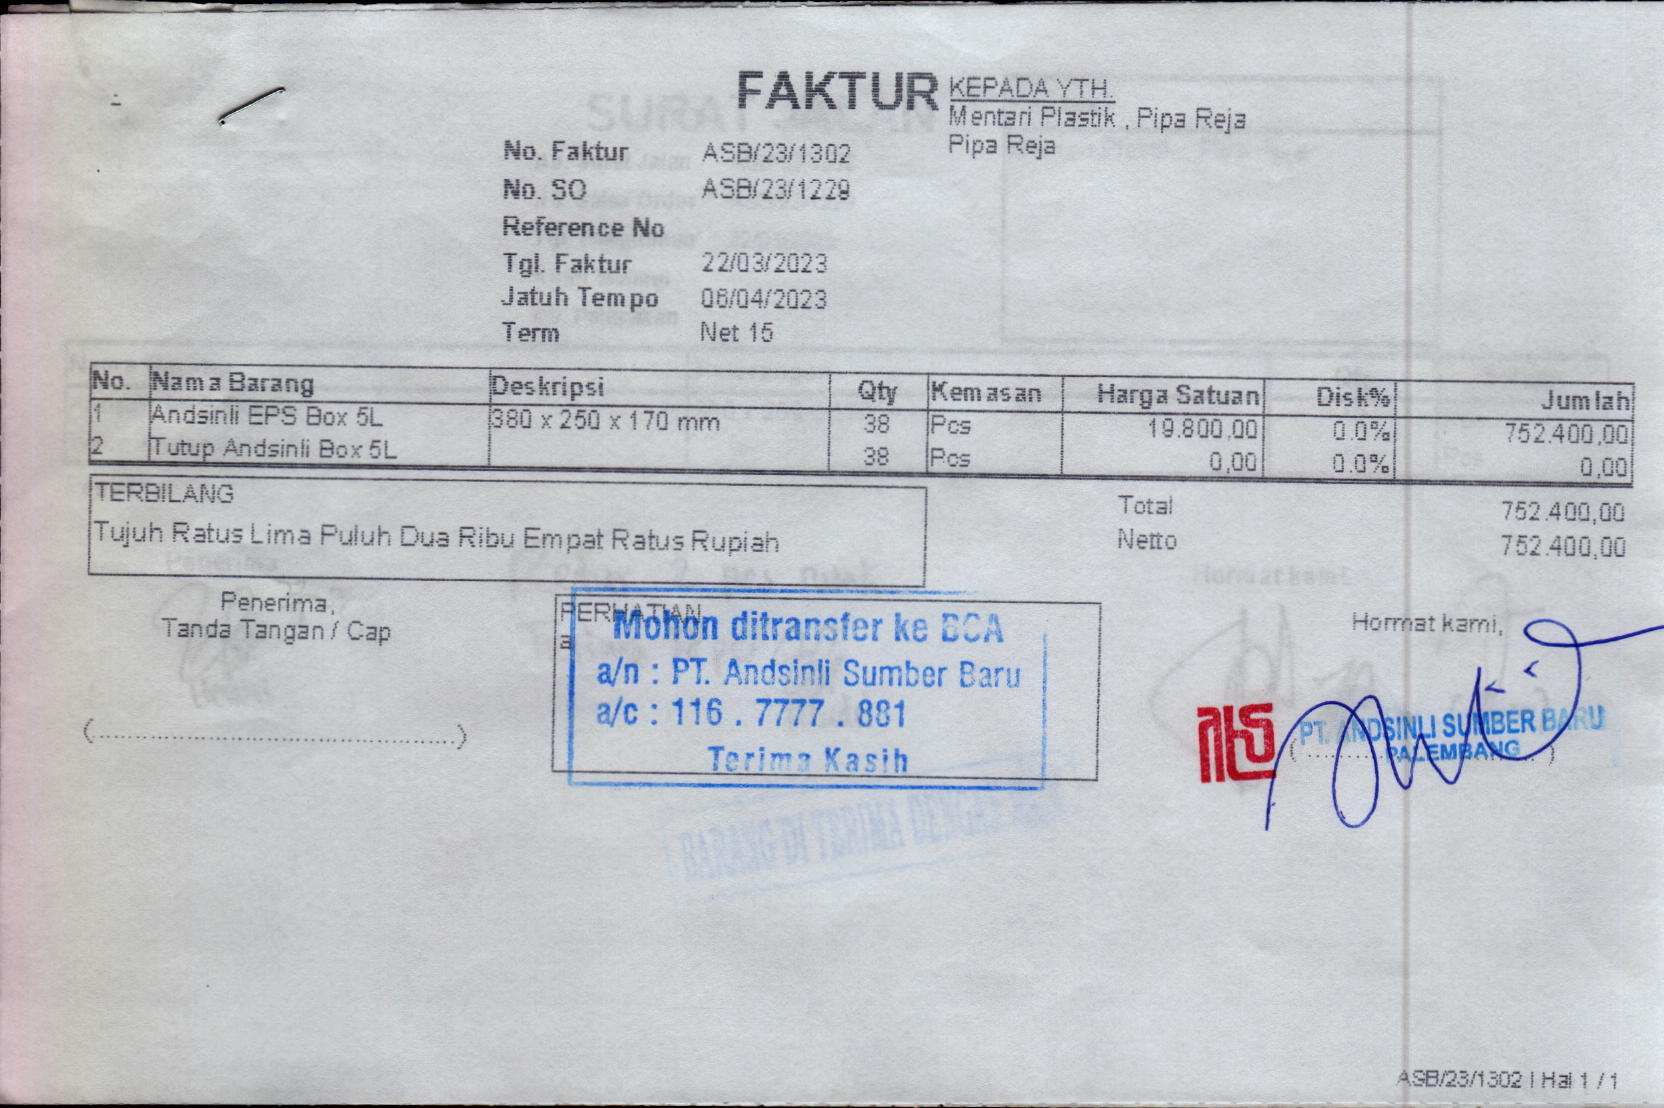 FAKTUR
KEPADA YTH.
Mentari Plastik , Pipa Reja
Pipa Reja
No. Faktur ASB/23/1302
No. SO ASB/23/1229
Reference No
Tgl. Faktur 22/03/2023
Jatuh Tempo 06/04/2023
Term Net 15
No. Nama Barang Deskripsi Qty Kemasan Harga Satuan Disk% Jumlah
1 Andsinli EPS Box 5L 380 x 250 x 170 mm 38 Pcs 19.800,00 0.0% 752.400,00
2 Tutup Andsinli Box 5L 38 Pcs 0,00 0.0% 0,00
TERBILANG
Tujuh Ratus Lima Puluh Dua Ribu Empat Ratus Rupiah
Total 752.400,00
Netto 752.400,00
Penerima,
Tanda Tangan / Cap
(........................................................)
PERHATIAN
a
Mohon ditransfer ke BCA
a/n : PT. Andsinli Sumber Baru
a/c : 116 . 7777 . 881
Terima Kasih
Hormat kami,
PT. ANDSINLI SUMBER BARU
PALEMBANG
BARANG DI TERIMA
SURAT JALAN
ASB/23/1302 | Hal 1 / 1